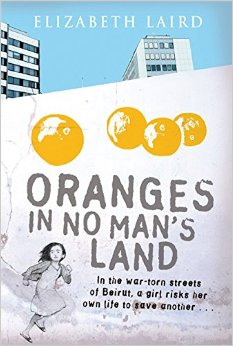 ELIZABETH LAIRD
ORANGES
IN NO MAN'S
LAND
In the war-torn streets
of Beirut, a girl risks her
own life to save another . . .